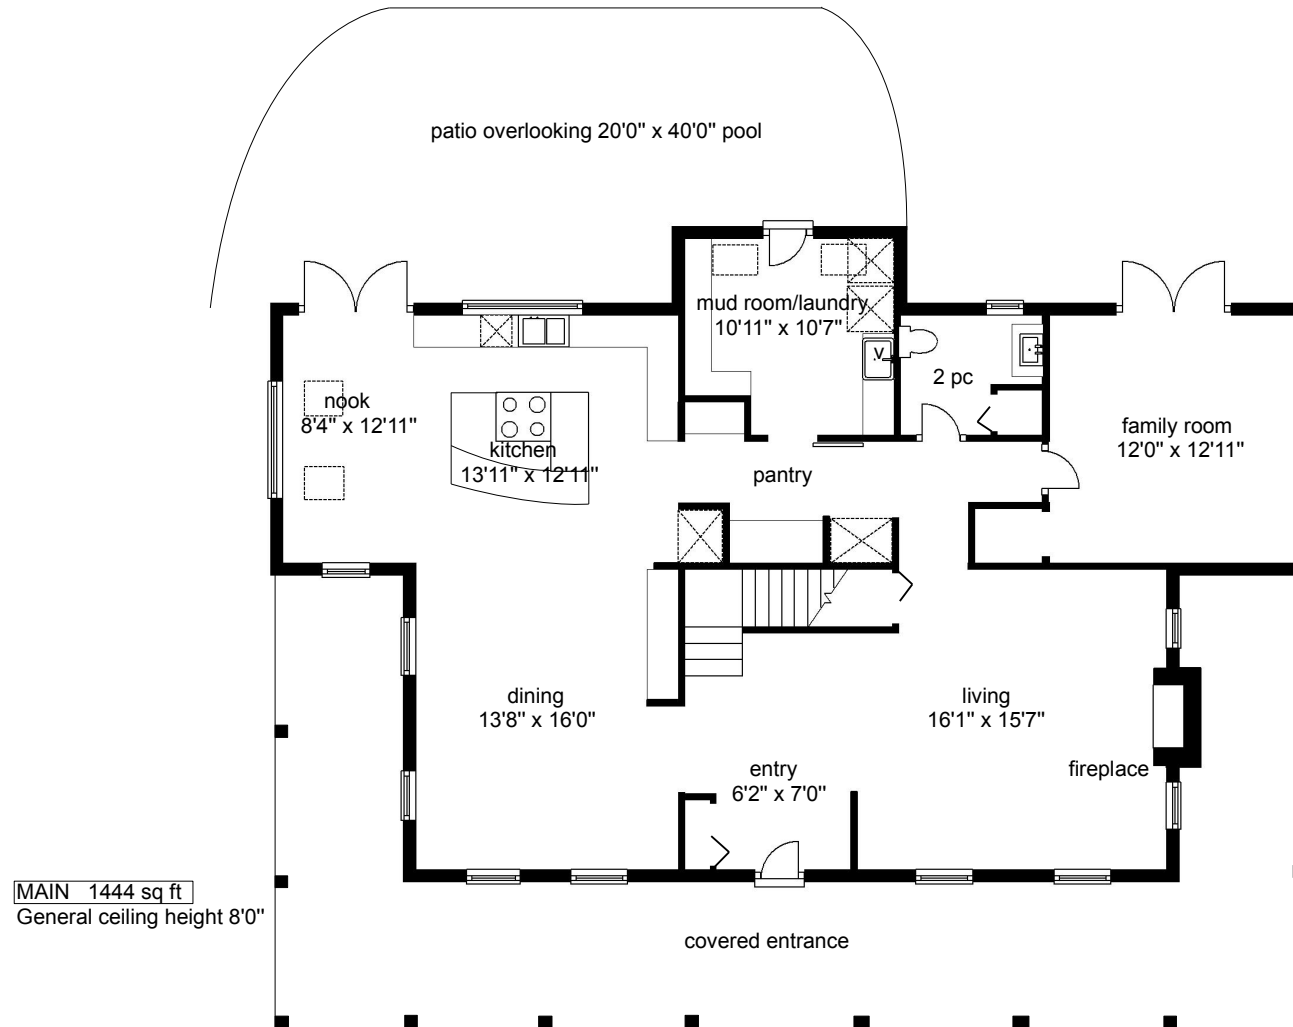 patio overlooking 20'0" x 40'0" pool
mud room/laundry
10'11" x 10'7"
V
2 pc
nook
8'4" x 12'11"
kitchen
13'11" x 12'11"
family room
12'0" x 12'11"
pantry
dining
13'8" x 16'0"
living
16'1" x 15'7"
entry
6'2" x 7'0"
fireplace
MAIN 1444 sq ft
General ceiling height 8'0"
covered entrance